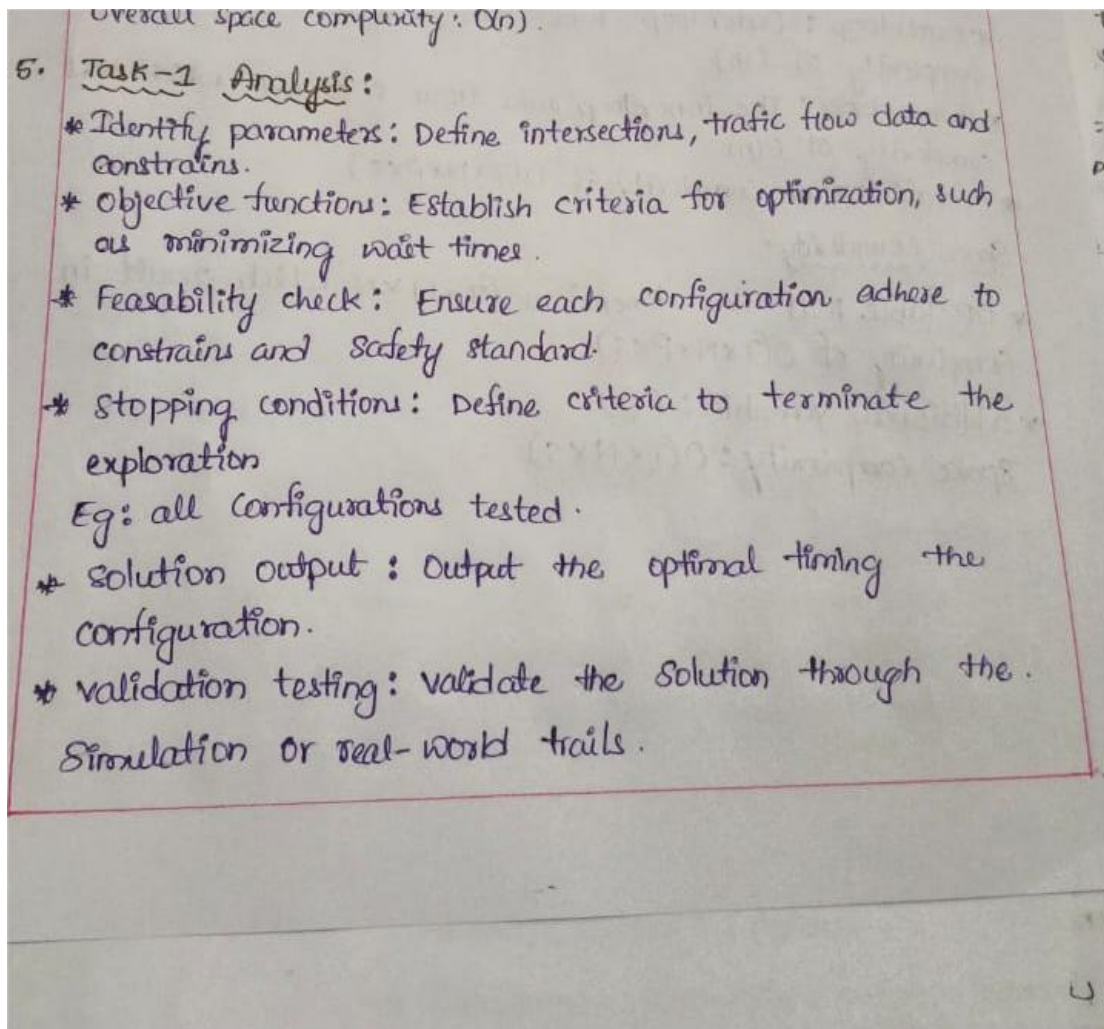 Overall space complexity: O(n).
5. Task-1 Analysis:
* Identify parameters: Define intersections, trafic flow data and
constrains.
* Objective functions: Establish criteria for optimization, such
as minimizing wait times.
* Feasability check: Ensure each configuration adhere to
constrains and Safety standard.
* Stopping conditions: Define criteria to terminate the
exploration
Eg: all Configurations tested.
* Solution output: Output the optimal timing the
configuration.
* validation testing: validate the Solution through the.
Simulation or real-world trails.